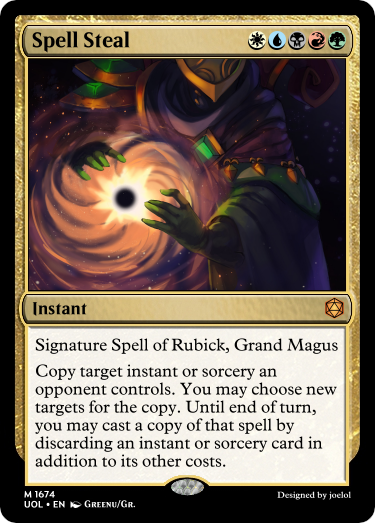 Spell Steal
Instant
Signature Spell of Rubick, Grand Magus
Copy target instant or sorcery an
opponent controls. You may choose new
targets for the copy. Until end of turn,
you may cast a copy of that spell by
discarding an instant or sorcery card in
addition to its other costs.
M 1674
UOL • EN Greenu/Gr.
Designed by joelol